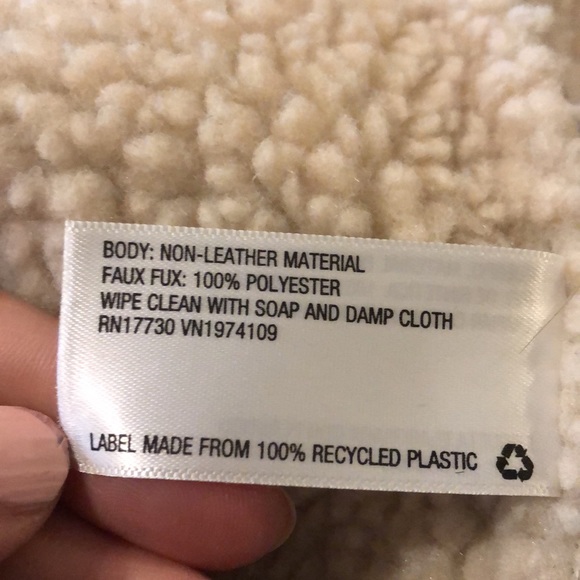 BODY: NON-LEATHER MATERIAL
FAUX FUX: 100% POLYESTER
WIPE CLEAN WITH SOAP AND DAMP CLOTH
RN17730 VN1974109
LABEL MADE FROM 100% RECYCLED PLASTIC